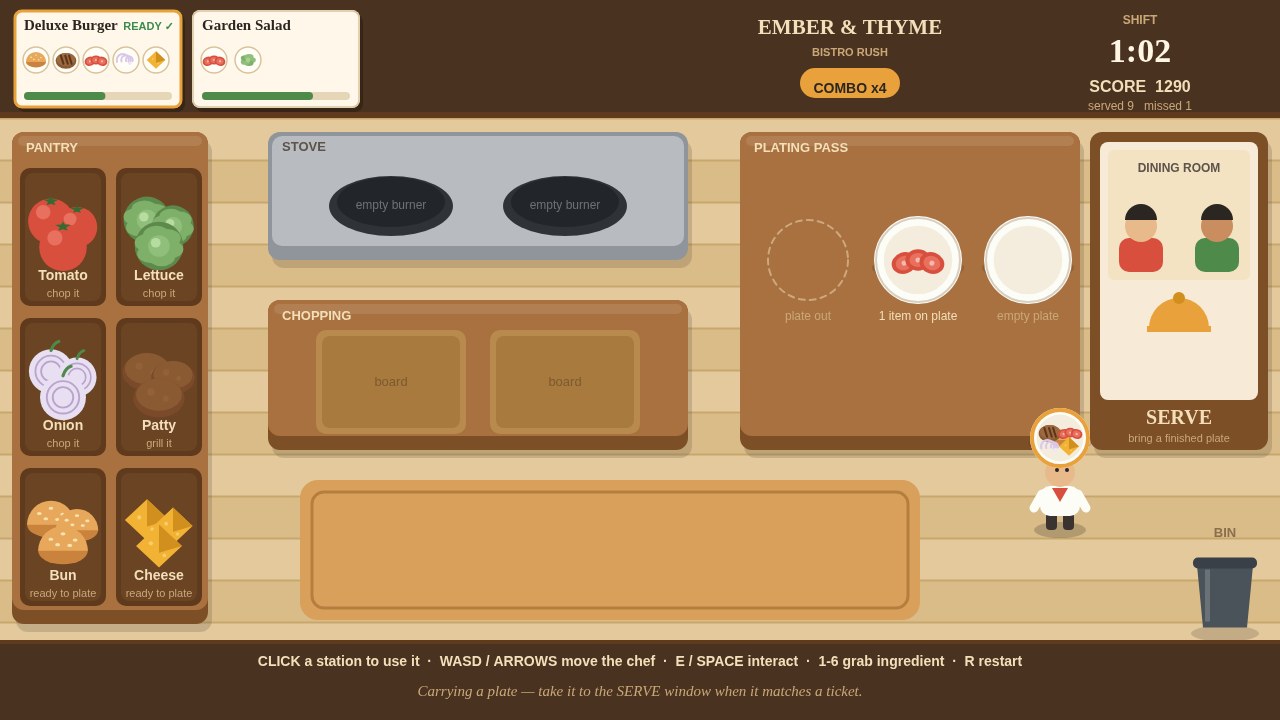 Deluxe Burger READY ✓
Garden Salad
EMBER & THYME
BISTRO RUSH
COMBO x4
SHIFT
1:02
SCORE 1290
served 9 missed 1
PANTRY
Tomato
chop it
Lettuce
chop it
Onion
chop it
Patty
grill it
Bun
ready to plate
Cheese
ready to plate
STOVE
empty burner
empty burner
CHOPPING
board
board
PLATING PASS
plate out
1 item on plate
empty plate
DINING ROOM
SERVE
bring a finished plate
BIN
CLICK a station to use it · WASD / ARROWS move the chef · E / SPACE interact · 1-6 grab ingredient · R restart
Carrying a plate — take it to the SERVE window when it matches a ticket.